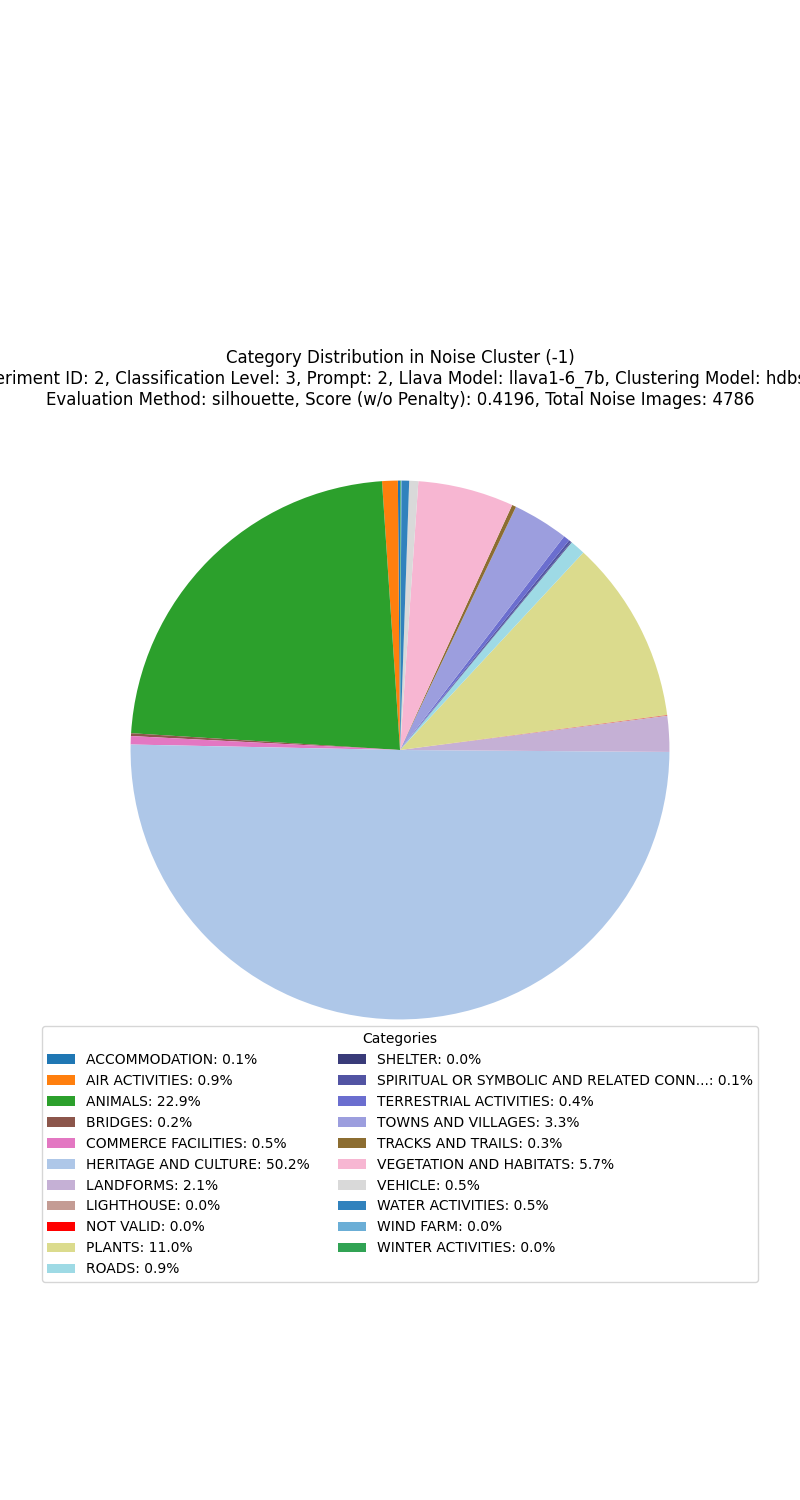 Category Distribution in Noise Cluster (-1)
eriment ID: 2, Classification Level: 3, Prompt: 2, Llava Model: llava1-6_7b, Clustering Model: hdbs
Evaluation Method: silhouette, Score (w/o Penalty): 0.4196, Total Noise Images: 4786
Categories
ACCOMMODATION: 0.1%
AIR ACTIVITIES: 0.9%
ANIMALS: 22.9%
BRIDGES: 0.2%
COMMERCE FACILITIES: 0.5%
HERITAGE AND CULTURE: 50.2%
LANDFORMS: 2.1%
LIGHTHOUSE: 0.0%
NOT VALID: 0.0%
PLANTS: 11.0%
ROADS: 0.9%
SHELTER: 0.0%
SPIRITUAL OR SYMBOLIC AND RELATED CONN...: 0.1%
TERRESTRIAL ACTIVITIES: 0.4%
TOWNS AND VILLAGES: 3.3%
TRACKS AND TRAILS: 0.3%
VEGETATION AND HABITATS: 5.7%
VEHICLE: 0.5%
WATER ACTIVITIES: 0.5%
WIND FARM: 0.0%
WINTER ACTIVITIES: 0.0%